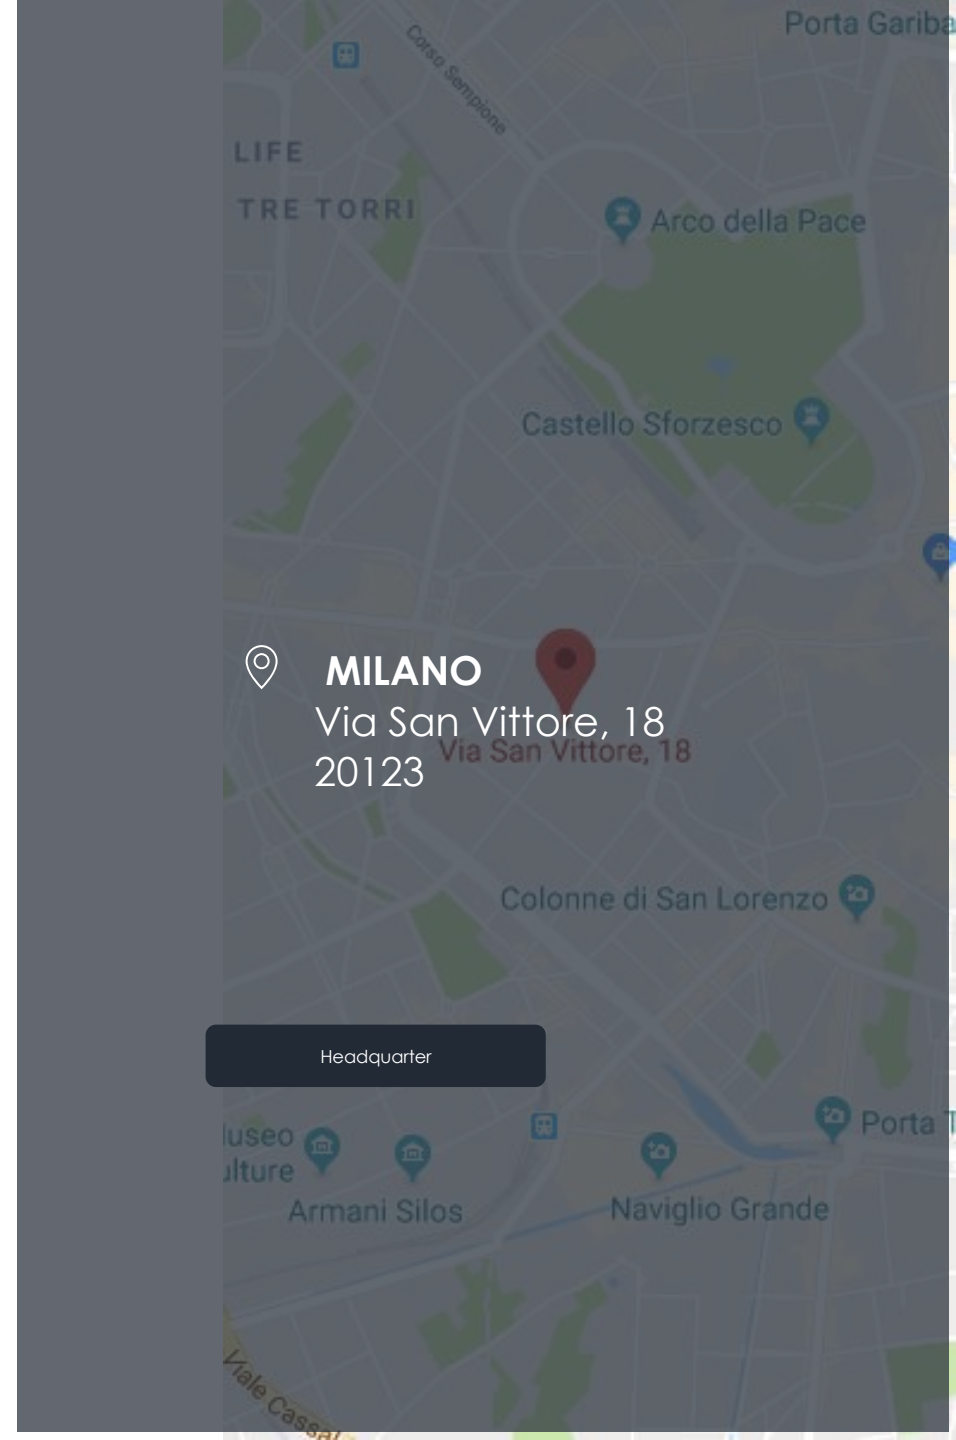 Porta Gariba
Corso Sempione
LIFE
TRE TORRI
Arco della Pace
Castello Sforzesco
MILANO
Via San Vittore, 18
Via San Vittore, 18
20123
Colonne di San Lorenzo
Headquarter
useo
ulture
Porta T
Armani Silos
Naviglio Grande
Viale Cassal